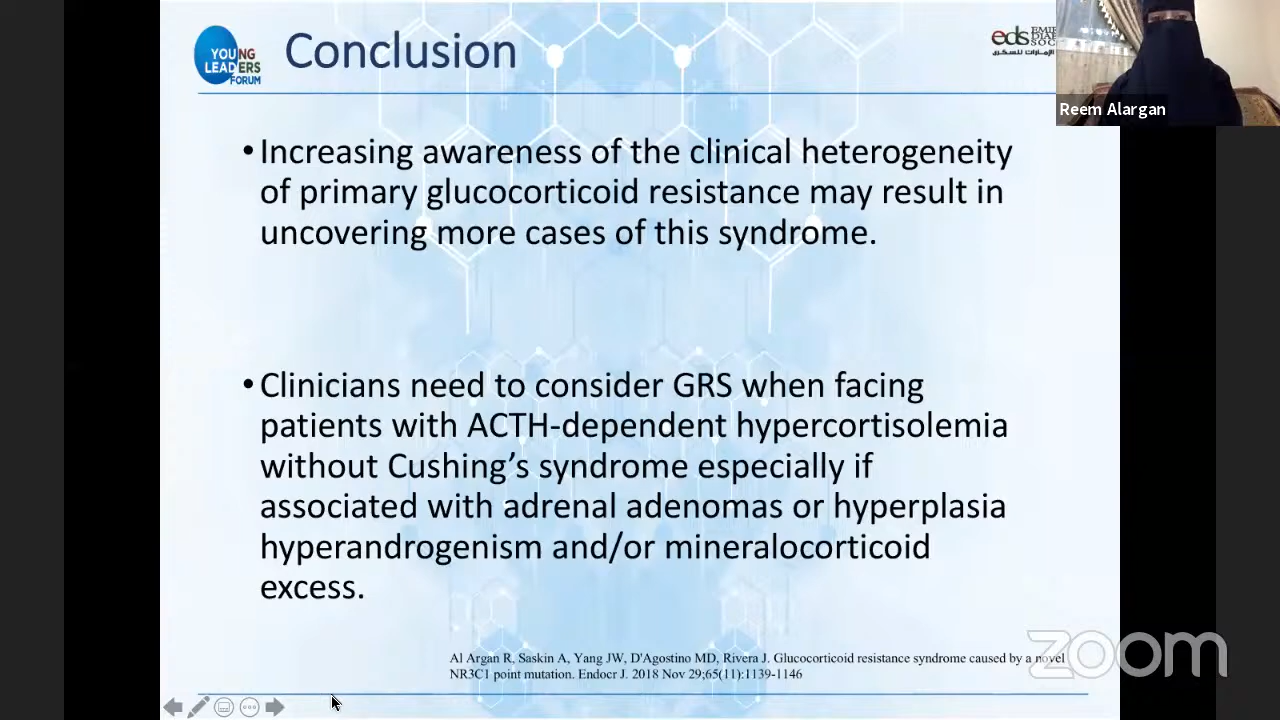 YOUNG
LEADERS
FORUM
Conclusion
eds
Reem Alargan
•Increasing awareness of the clinical heterogeneity
of primary glucocorticoid resistance may result in
uncovering more cases of this syndrome.
•Clinicians need to consider GRS when facing
patients with ACTH-dependent hypercortisolemia
without Cushing’s syndrome especially if
associated with adrenal adenomas or hyperplasia
hyperandrogenism and/or mineralocorticoid
excess.
Al Argan R, Saskin A, Yang JW, D'Agostino MD, Rivera J. Glucocorticoid resistance syndrome caused by a novel
NR3C1 point mutation. Endocr J. 2018 Nov 29;65(11):1139-1146
zoom